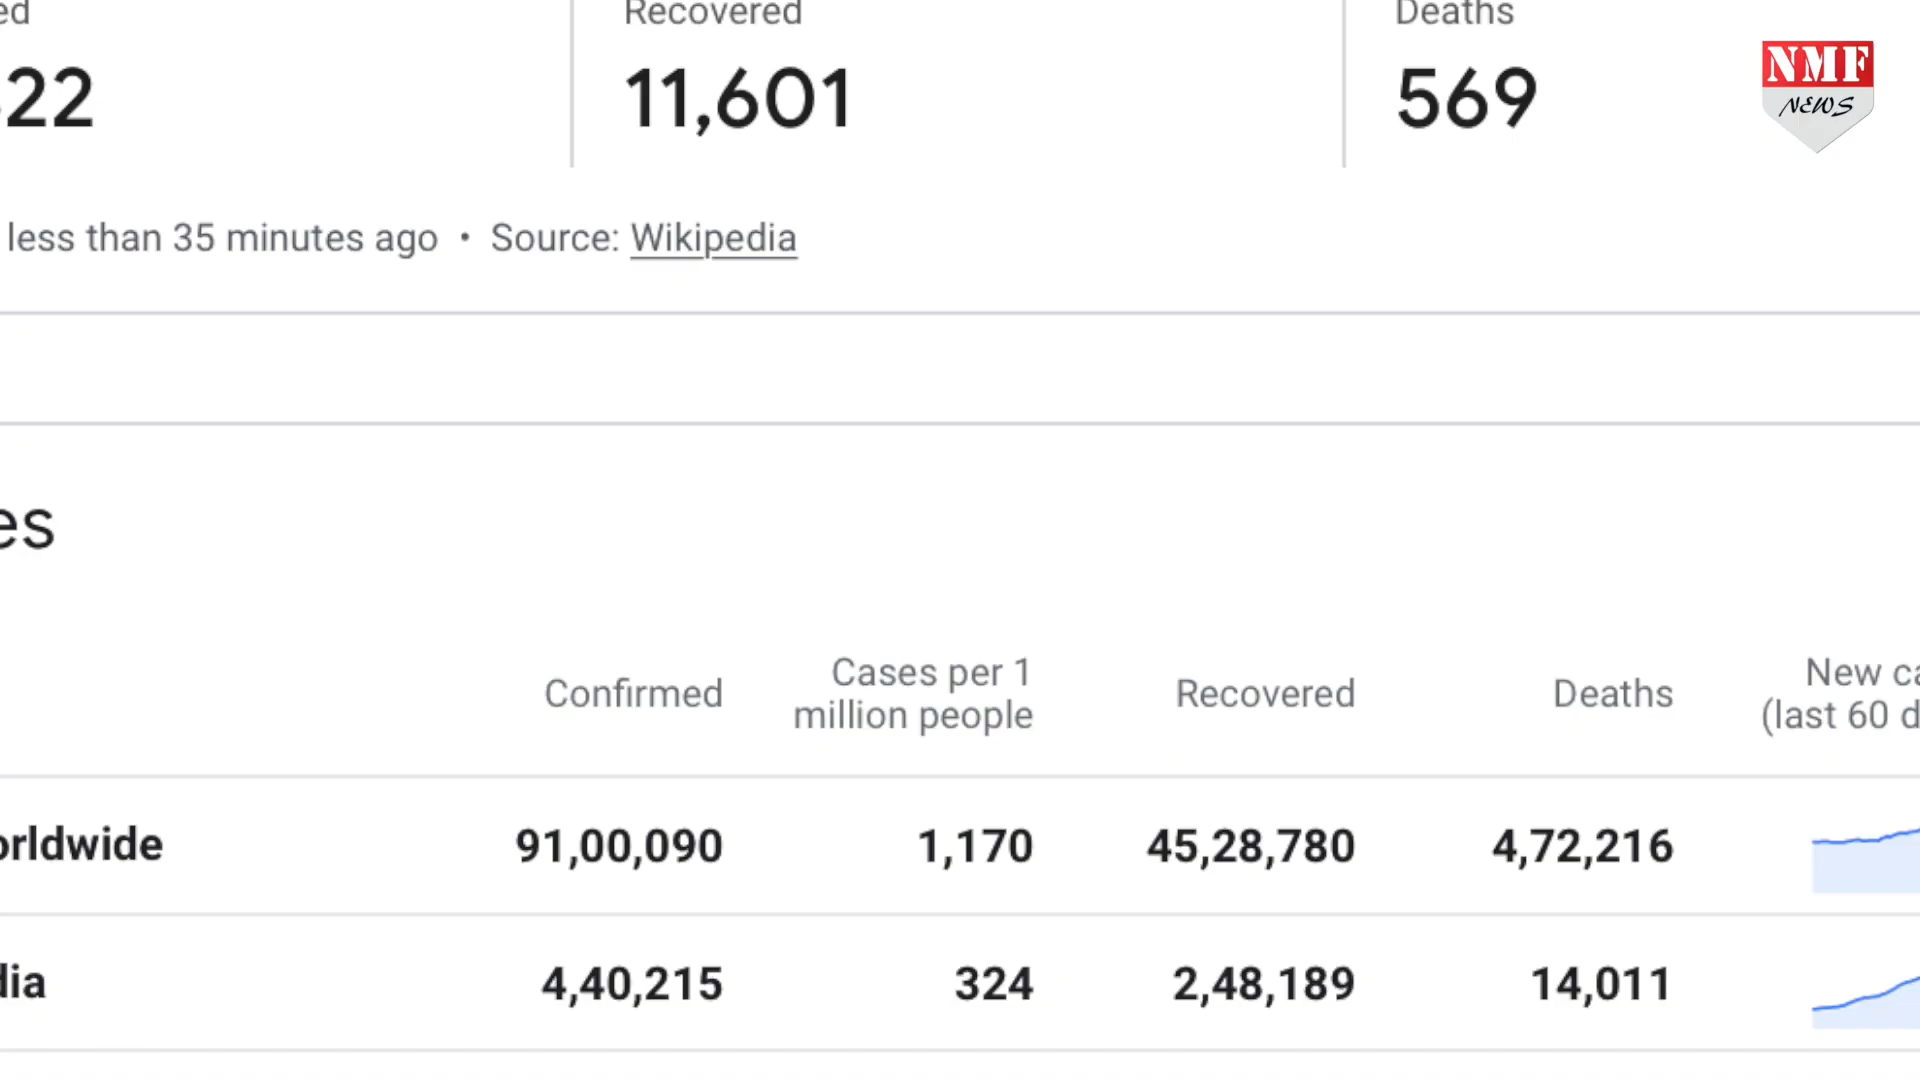 ed Recovered Deaths
22 11,601 569
NMF
NEWS
less than 35 minutes ago • Source: Wikipedia
es
Confirmed Cases per 1 million people Recovered Deaths New ca
(last 60 d
orldwide 91,00,090 1,170 45,28,780 4,72,216
dia 4,40,215 324 2,48,189 14,011